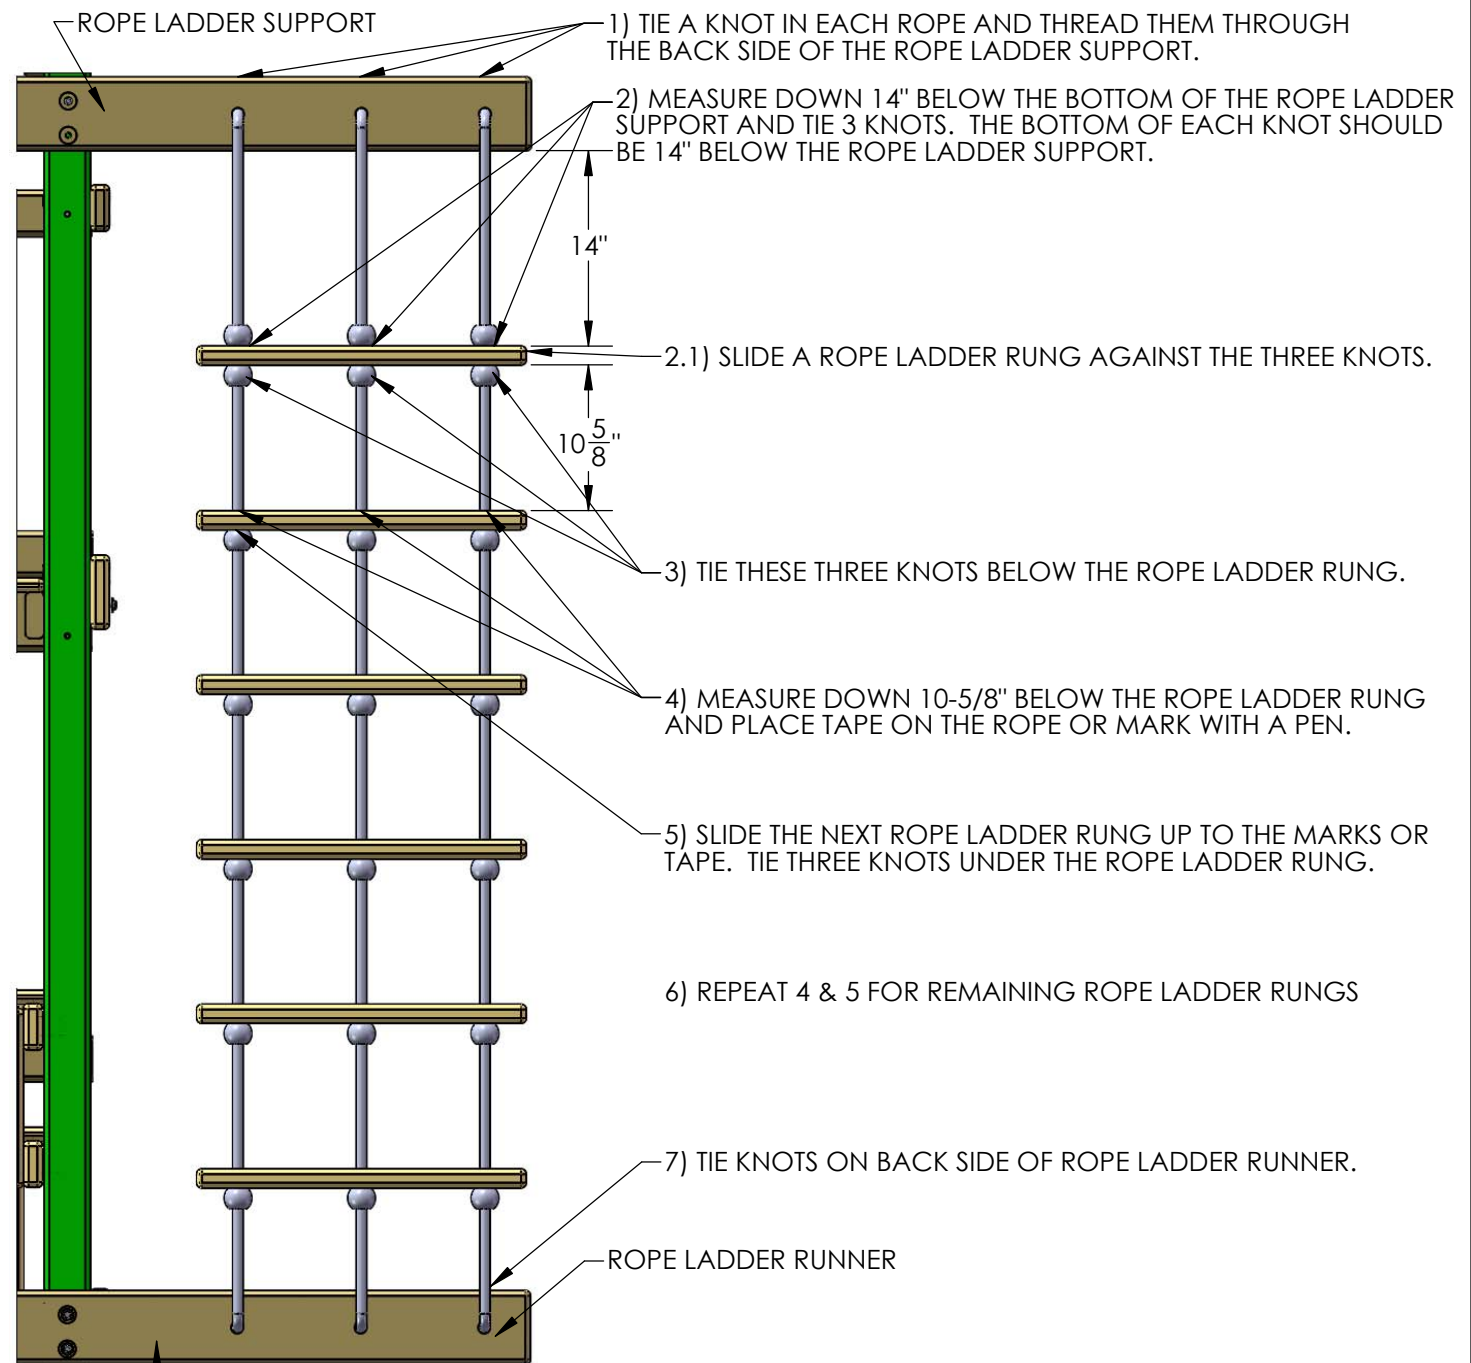 ROPE LADDER SUPPORT
1) TIE A KNOT IN EACH ROPE AND THREAD THEM THROUGH
THE BACK SIDE OF THE ROPE LADDER SUPPORT.
2) MEASURE DOWN 14" BELOW THE BOTTOM OF THE ROPE LADDER
SUPPORT AND TIE 3 KNOTS.  THE BOTTOM OF EACH KNOT SHOULD
BE 14" BELOW THE ROPE LADDER SUPPORT.
14"
2.1) SLIDE A ROPE LADDER RUNG AGAINST THE THREE KNOTS.
10 5/8"
3) TIE THESE THREE KNOTS BELOW THE ROPE LADDER RUNG.
4) MEASURE DOWN 10-5/8" BELOW THE ROPE LADDER RUNG
AND PLACE TAPE ON THE ROPE OR MARK WITH A PEN.
5) SLIDE THE NEXT ROPE LADDER RUNG UP TO THE MARKS OR
TAPE.  TIE THREE KNOTS UNDER THE ROPE LADDER RUNG.
6) REPEAT 4 & 5 FOR REMAINING ROPE LADDER RUNGS
7) TIE KNOTS ON BACK SIDE OF ROPE LADDER RUNNER.
ROPE LADDER RUNNER